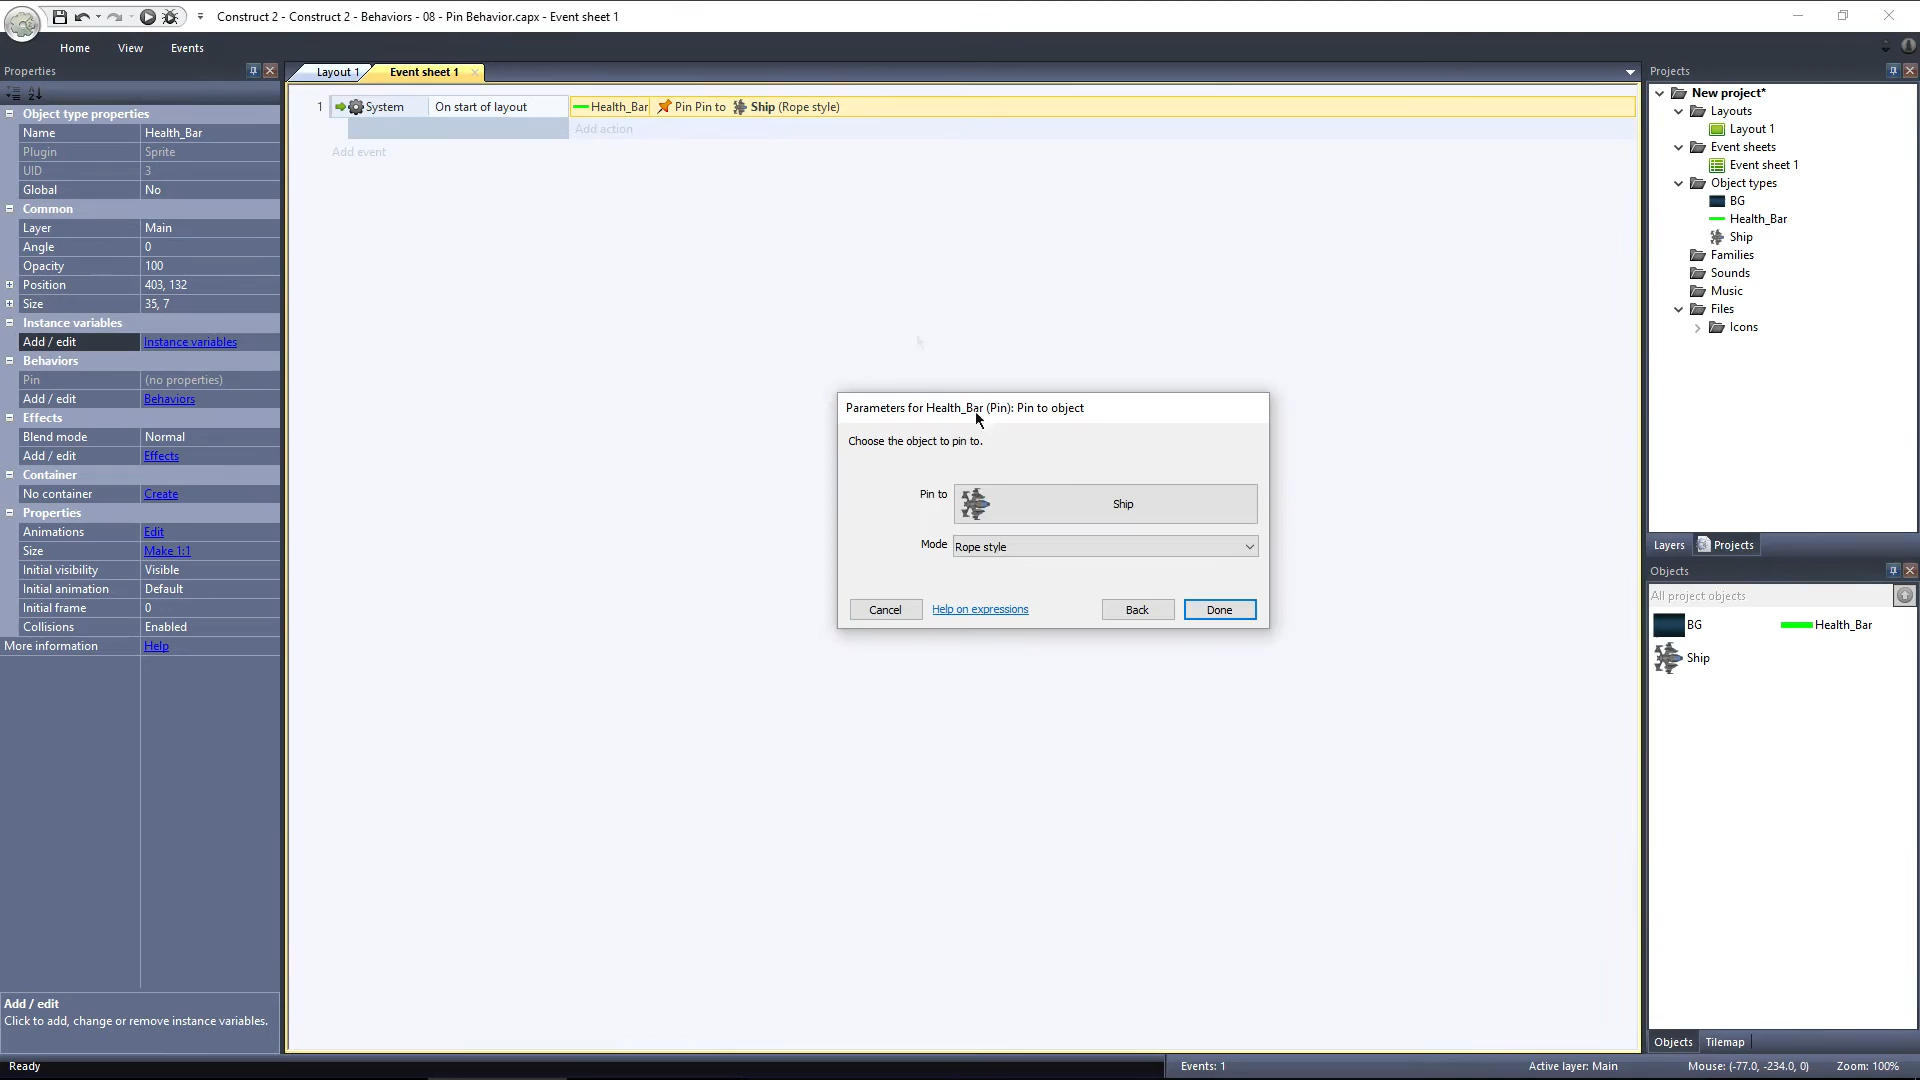 Construct 2 - Construct 2 - Behaviors - 08 - Pin Behavior.capx - Event sheet 1
Home View Events
Properties
Object type properties
Name Health_Bar
Plugin Sprite
UID 3
Global No
Common
Layer Main
Angle 0
Opacity 100
Position 403, 132
Size 35, 7
Instance variables
Add / edit Instance variables
Behaviors
Pin (no properties)
Add / edit Behaviors
Effects
Blend mode Normal
Add / edit Effects
Container
No container Create
Properties
Animations Edit
Size Make 1:1
Initial visibility Visible
Initial animation Default
Initial frame 0
Collisions Enabled
More information Help
Add / edit
Click to add, change or remove instance variables.
Layout 1 Event sheet 1
1 System On start of layout Health_Bar Pin Pin to Ship (Rope style)
Add action
Add event
Parameters for Health_Bar (Pin): Pin to object
Choose the object to pin to.
Pin to Ship
Mode Rope style
Cancel Help on expressions Back Done
Projects
New project*
Layouts
Layout 1
Event sheets
Event sheet 1
Object types
BG
Health_Bar
Ship
Families
Sounds
Music
Files
Icons
Layers Projects
Objects
All project objects
BG Health_Bar
Ship
Objects Tilemap
Ready Events: 1 Active layer: Main Mouse: (-77.0, -234.0, 0) Zoom: 100%